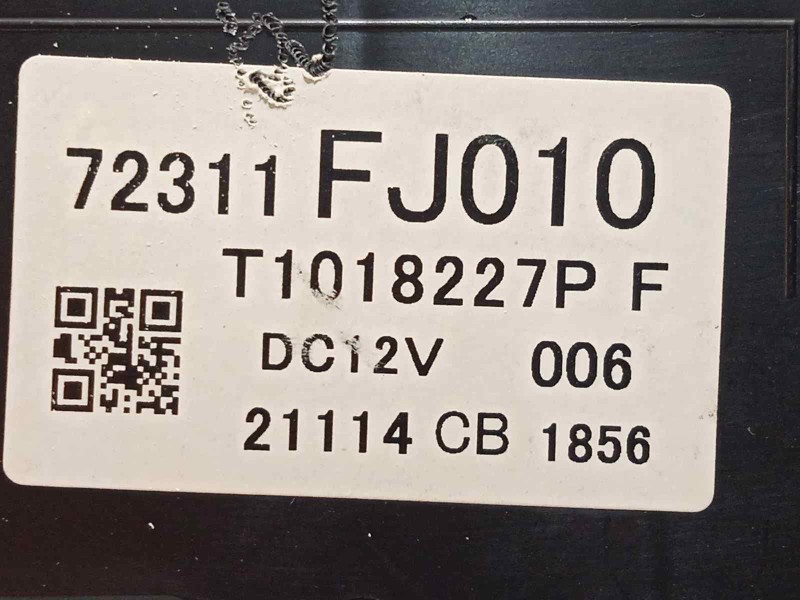 72311 FJ010
T1018227P F
DC12V 006
21114 CB 1856